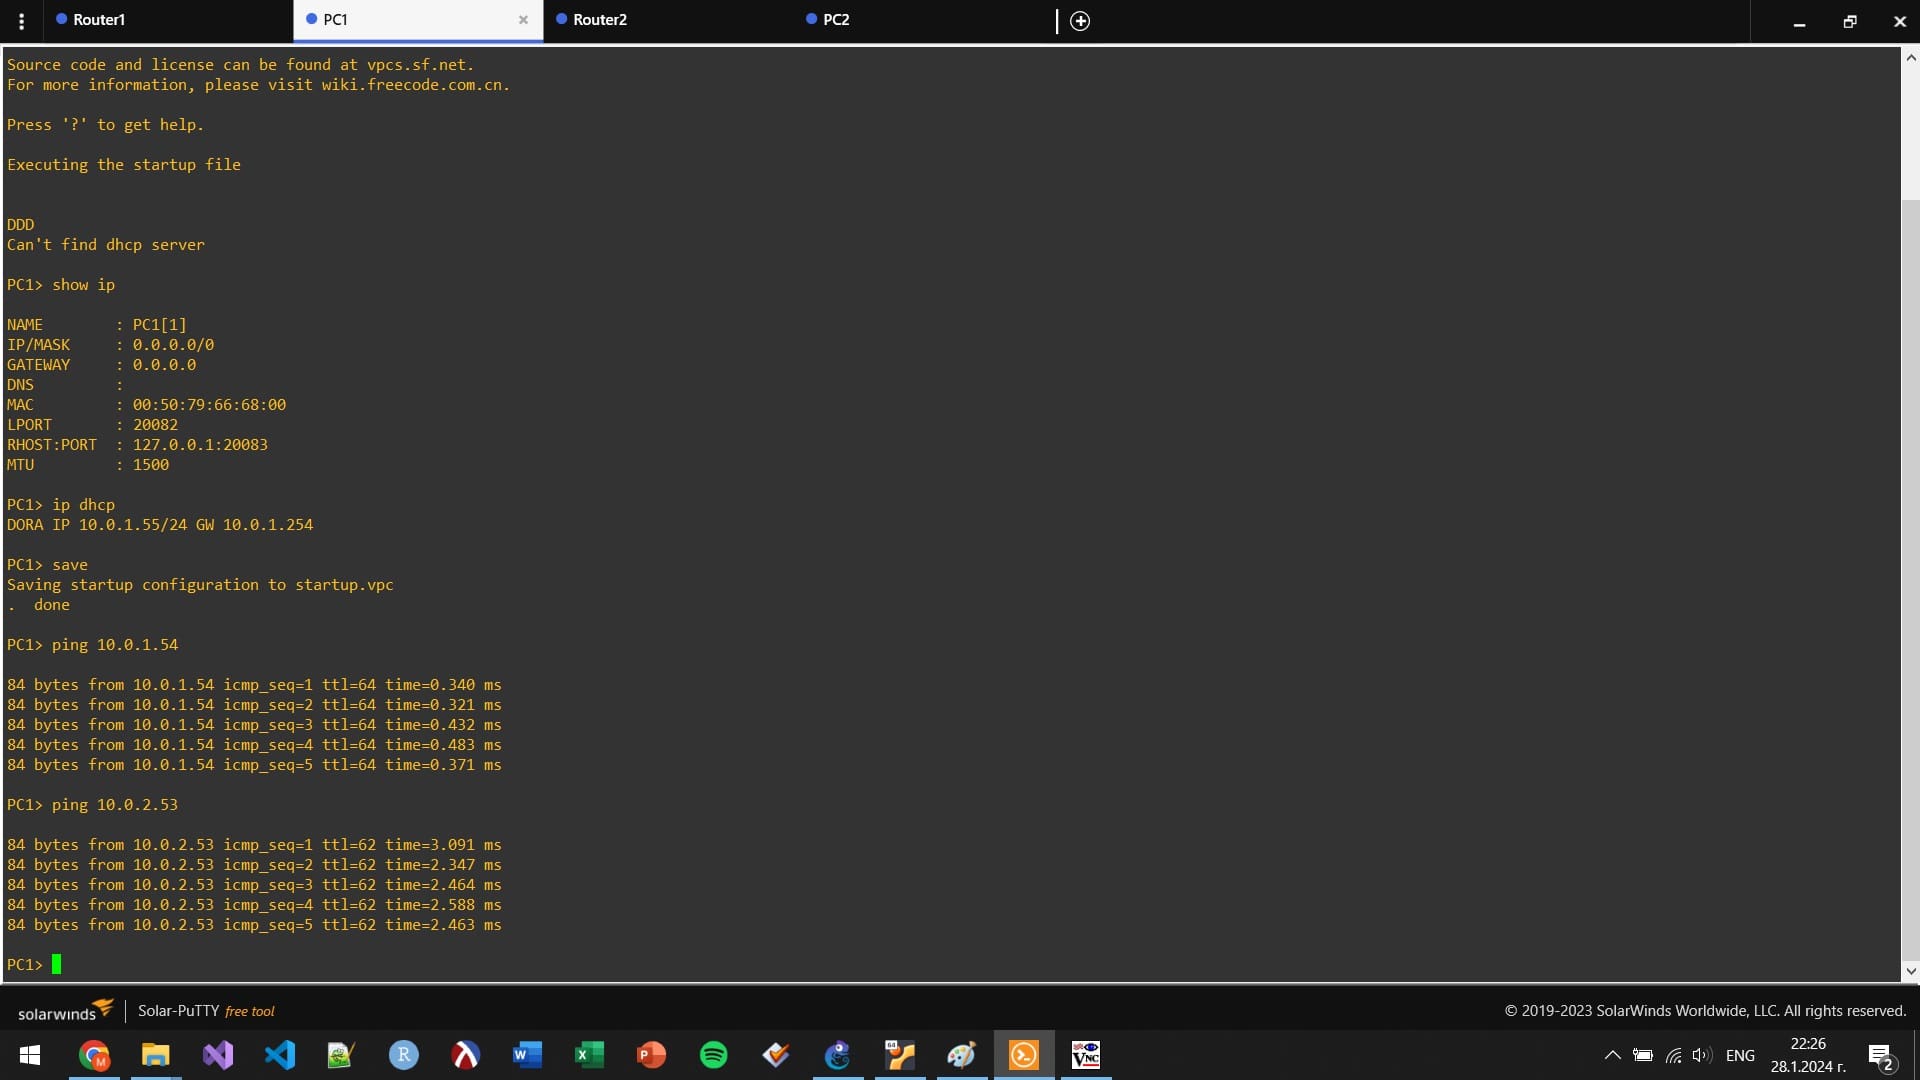 Router1 PC1 Router2 PC2
Source code and license can be found at vpcs.sf.net.
For more information, please visit wiki.freecode.com.cn.
Press '?' to get help.
Executing the startup file
DDD
Can't find dhcp server
PC1> show ip
NAME : PC1[1]
IP/MASK : 0.0.0.0/0
GATEWAY : 0.0.0.0
DNS :
MAC : 00:50:79:66:68:00
LPORT : 20082
RHOST:PORT : 127.0.0.1:20083
MTU : 1500
PC1> ip dhcp
DORA IP 10.0.1.55/24 GW 10.0.1.254
PC1> save
Saving startup configuration to startup.vpc
. done
PC1> ping 10.0.1.54
84 bytes from 10.0.1.54 icmp_seq=1 ttl=64 time=0.340 ms
84 bytes from 10.0.1.54 icmp_seq=2 ttl=64 time=0.321 ms
84 bytes from 10.0.1.54 icmp_seq=3 ttl=64 time=0.432 ms
84 bytes from 10.0.1.54 icmp_seq=4 ttl=64 time=0.483 ms
84 bytes from 10.0.1.54 icmp_seq=5 ttl=64 time=0.371 ms
PC1> ping 10.0.2.53
84 bytes from 10.0.2.53 icmp_seq=1 ttl=62 time=3.091 ms
84 bytes from 10.0.2.53 icmp_seq=2 ttl=62 time=2.347 ms
84 bytes from 10.0.2.53 icmp_seq=3 ttl=62 time=2.464 ms
84 bytes from 10.0.2.53 icmp_seq=4 ttl=62 time=2.588 ms
84 bytes from 10.0.2.53 icmp_seq=5 ttl=62 time=2.463 ms
PC1>
solarwinds Solar-PuTTY free tool © 2019-2023 SolarWinds Worldwide, LLC. All rights reserved.
M R W X P 64 VNC ENG 22:26
28.1.2024 г. 2